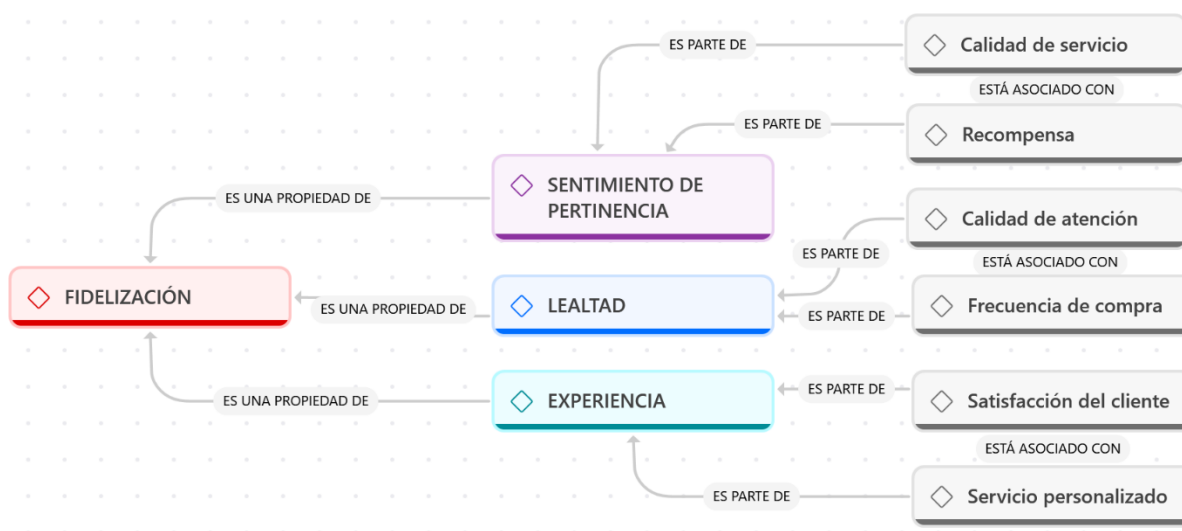 ES PARTE DE
Calidad de servicio
ESTÁ ASOCIADO CON
ES PARTE DE
Recompensa
SENTIMIENTO DE
PERTINENCIA
ES UNA PROPIEDAD DE
Calidad de atención
ES PARTE DE
ESTÁ ASOCIADO CON
FIDELIZACIÓN
ES UNA PROPIEDAD DE
LEALTAD
ES PARTE DE
Frecuencia de compra
EXPERIENCIA
ES PARTE DE
Satisfacción del cliente
ES UNA PROPIEDAD DE
ESTÁ ASOCIADO CON
ES PARTE DE
Servicio personalizado